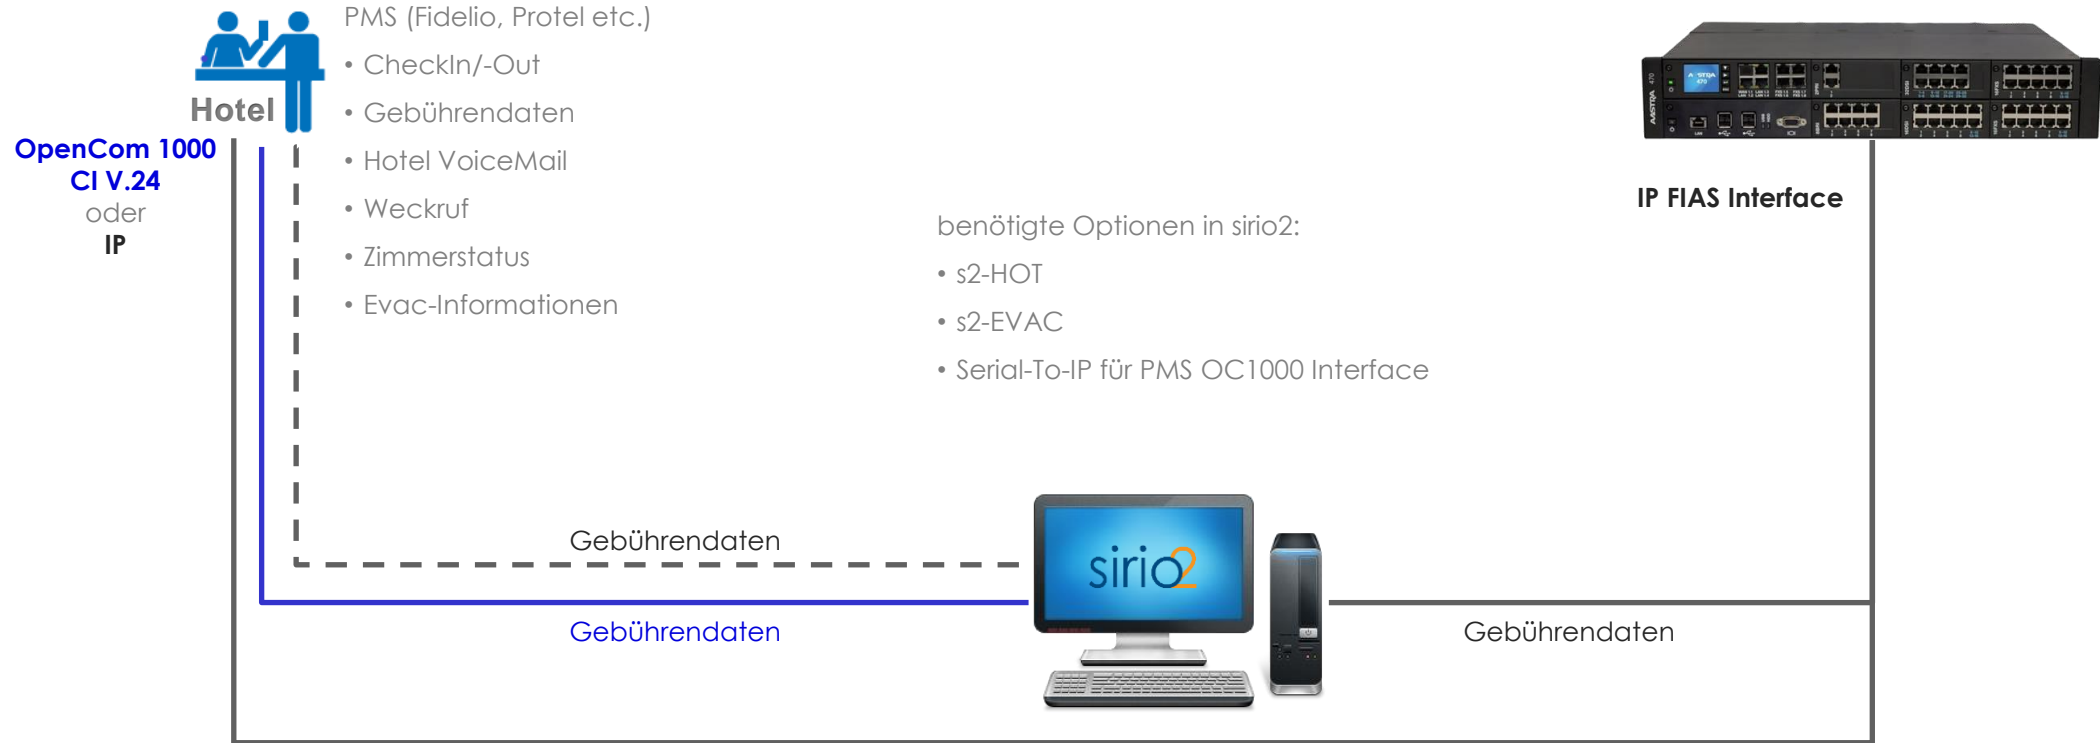 PMS (Fidelio, Protel etc.)
• CheckIn/-Out
• Gebührendaten
• Hotel VoiceMail
• Weckruf
• Zimmerstatus
• Evac-Informationen
Hotel
OpenCom 1000
CI V.24
oder
IP
benötigte Optionen in sirio2:
• s2-HOT
• s2-EVAC
• Serial-To-IP für PMS OC1000 Interface
AASTRA 470
IP FIAS Interface
Gebührendaten
sirio2
Gebührendaten
Gebührendaten